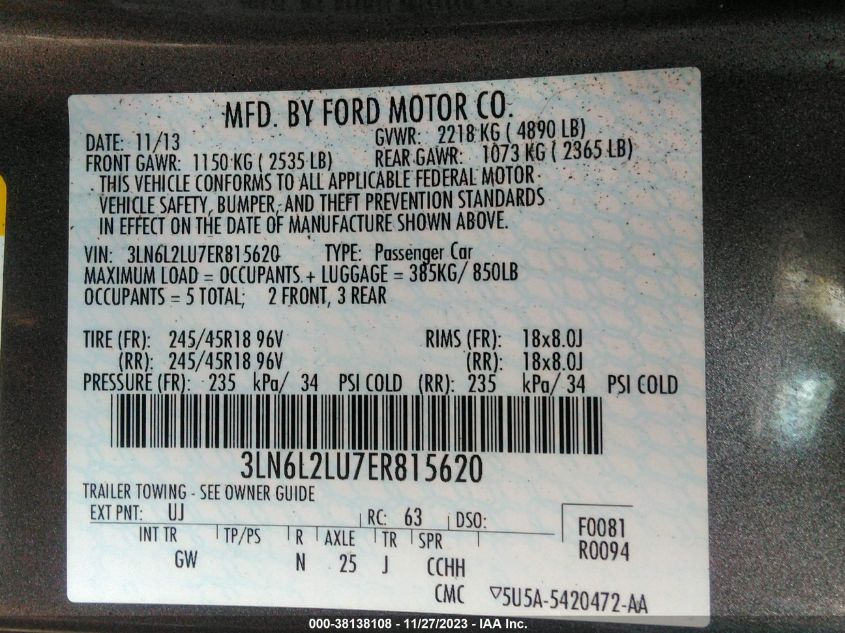 MFD. BY FORD MOTOR CO.
DATE: 11/13 GVWR: 2218 KG ( 4890 LB)
FRONT GAWR: 1150 KG ( 2535 LB) REAR GAWR: 1073 KG ( 2365 LB)
THIS VEHICLE CONFORMS TO ALL APPLICABLE FEDERAL MOTOR
VEHICLE SAFETY, BUMPER, AND THEFT PREVENTION STANDARDS
IN EFFECT ON THE DATE OF MANUFACTURE SHOWN ABOVE.
VIN: 3LN6L2LU7ER815620 TYPE: Passenger Car
MAXIMUM LOAD = OCCUPANTS + LUGGAGE = 385KG/ 850LB
OCCUPANTS = 5 TOTAL; 2 FRONT, 3 REAR
TIRE (FR): 245/45R18 96V RIMS (FR): 18x8.0J
(RR): 245/45R18 96V (RR): 18x8.0J
PRESSURE (FR): 235 kPa/ 34 PSI COLD (RR): 235 kPa/ 34 PSI COLD
3LN6L2LU7ER815620
TRAILER TOWING - SEE OWNER GUIDE
EXT PNT: UJ RC: 63 DSO: F0081
INT TR TP/PS R AXLE TR SPR R0094
GW N 25 J CCHH
CMC ▽5U5A-5420472-AA
000-38138108 - 11/27/2023 - IAA Inc.